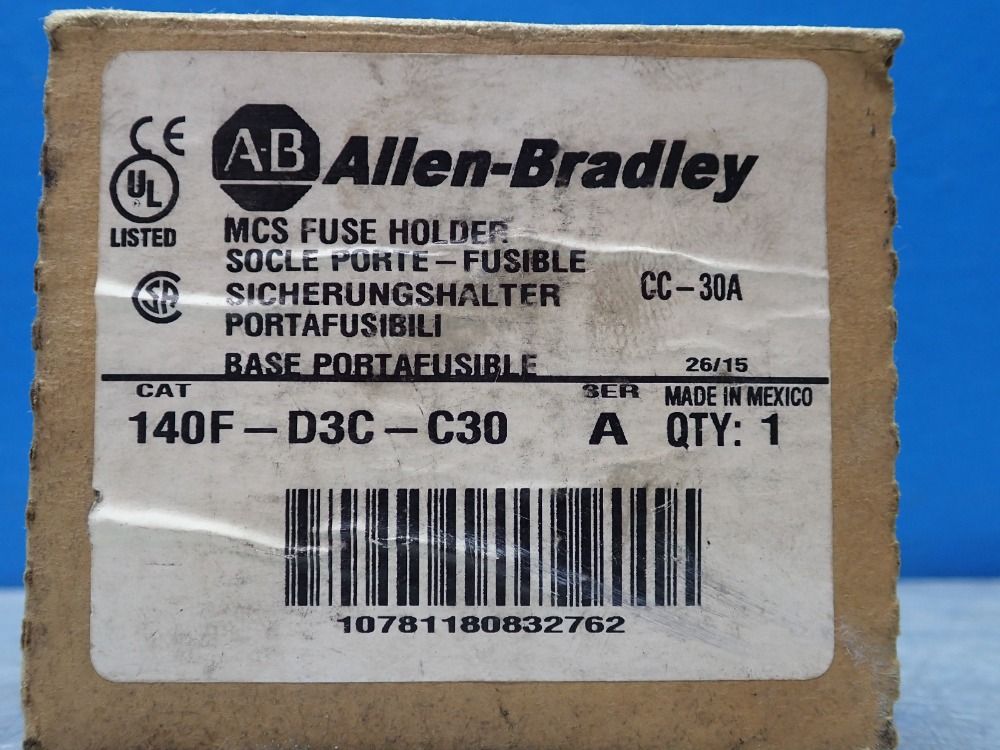 CE
A-B Allen-Bradley
UL
LISTED
MCS FUSE HOLDER
SOCLE PORTE-FUSIBLE
SA
SICHERUNGSHALTER
CC-30A
PORTAFUSIBILI
BASE PORTAFUSIBLE
26/15
CAT
SER
MADE IN MEXICO
140F-D3C-C30
A
QTY: 1
10781180832762